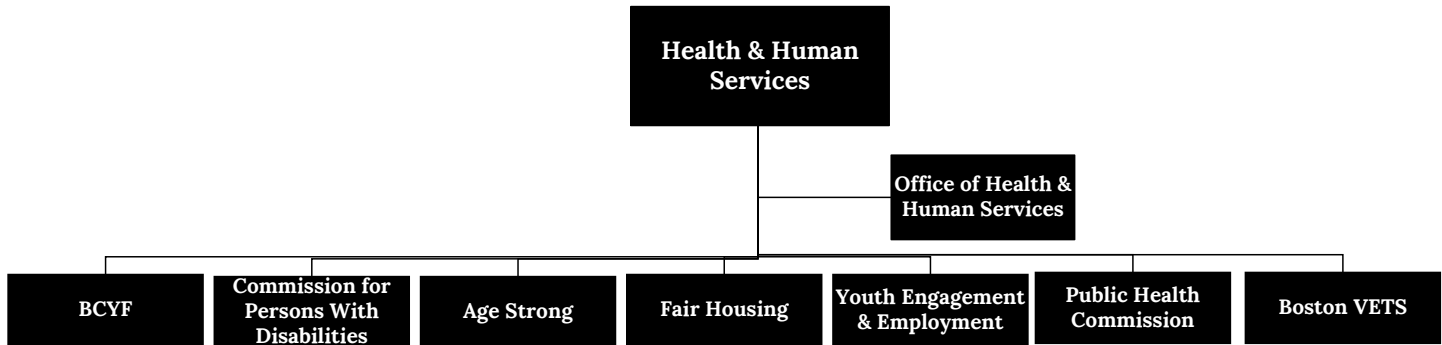 Health & Human
Services
Office of Health &
Human Services
BCYF
Commission for
Persons With
Disabilities
Age Strong
Fair Housing
Youth Engagement
& Employment
Public Health
Commission
Boston VETS